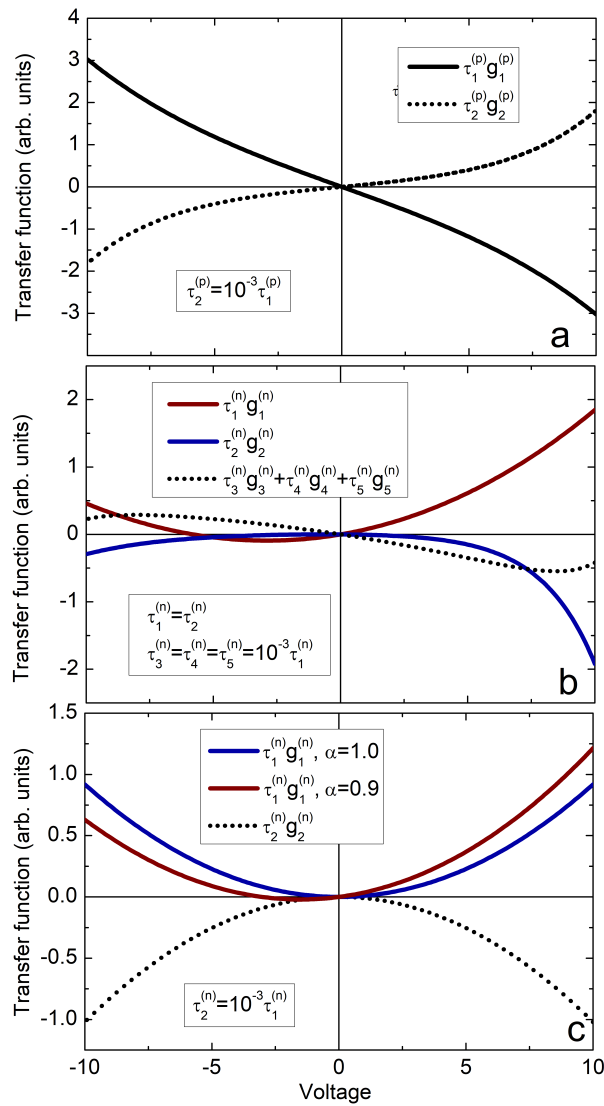 4
3
2
1
0
-1
-2
-3
Transfer function (arb. units)
τ
τ₁⁽ᵖ⁾g₁⁽ᵖ⁾
τ₂⁽ᵖ⁾g₂⁽ᵖ⁾
τ₂⁽ᵖ⁾=10⁻³τ₁⁽ᵖ⁾
a
2
1
0
-1
-2
Transfer function (arb. units)
τ₁⁽ⁿ⁾g₁⁽ⁿ⁾
τ₂⁽ⁿ⁾g₂⁽ⁿ⁾
τ₃⁽ⁿ⁾g₃⁽ⁿ⁾+τ₄⁽ⁿ⁾g₄⁽ⁿ⁾+τ₅⁽ⁿ⁾g₅⁽ⁿ⁾
τ₁⁽ⁿ⁾=τ₂⁽ⁿ⁾
τ₃⁽ⁿ⁾=τ₄⁽ⁿ⁾=τ₅⁽ⁿ⁾=10⁻³τ₁⁽ⁿ⁾
b
1.5
1.0
0.5
0.0
-0.5
-1.0
Transfer function (arb. units)
τ₁⁽ⁿ⁾g₁⁽ⁿ⁾, α=1.0
τ₁⁽ⁿ⁾g₁⁽ⁿ⁾, α=0.9
τ₂⁽ⁿ⁾g₂⁽ⁿ⁾
τ₂⁽ⁿ⁾=10⁻³τ₁⁽ⁿ⁾
c
-10 -5 0 5 10
Voltage